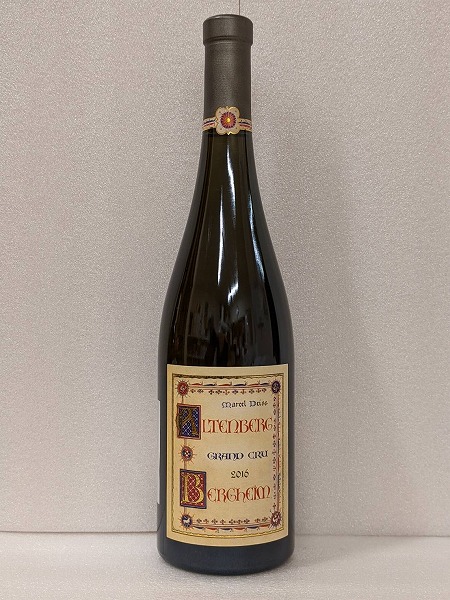 Marcel Deiss
ALTENBERG
GRAND CRU
2016
BERGHEIM